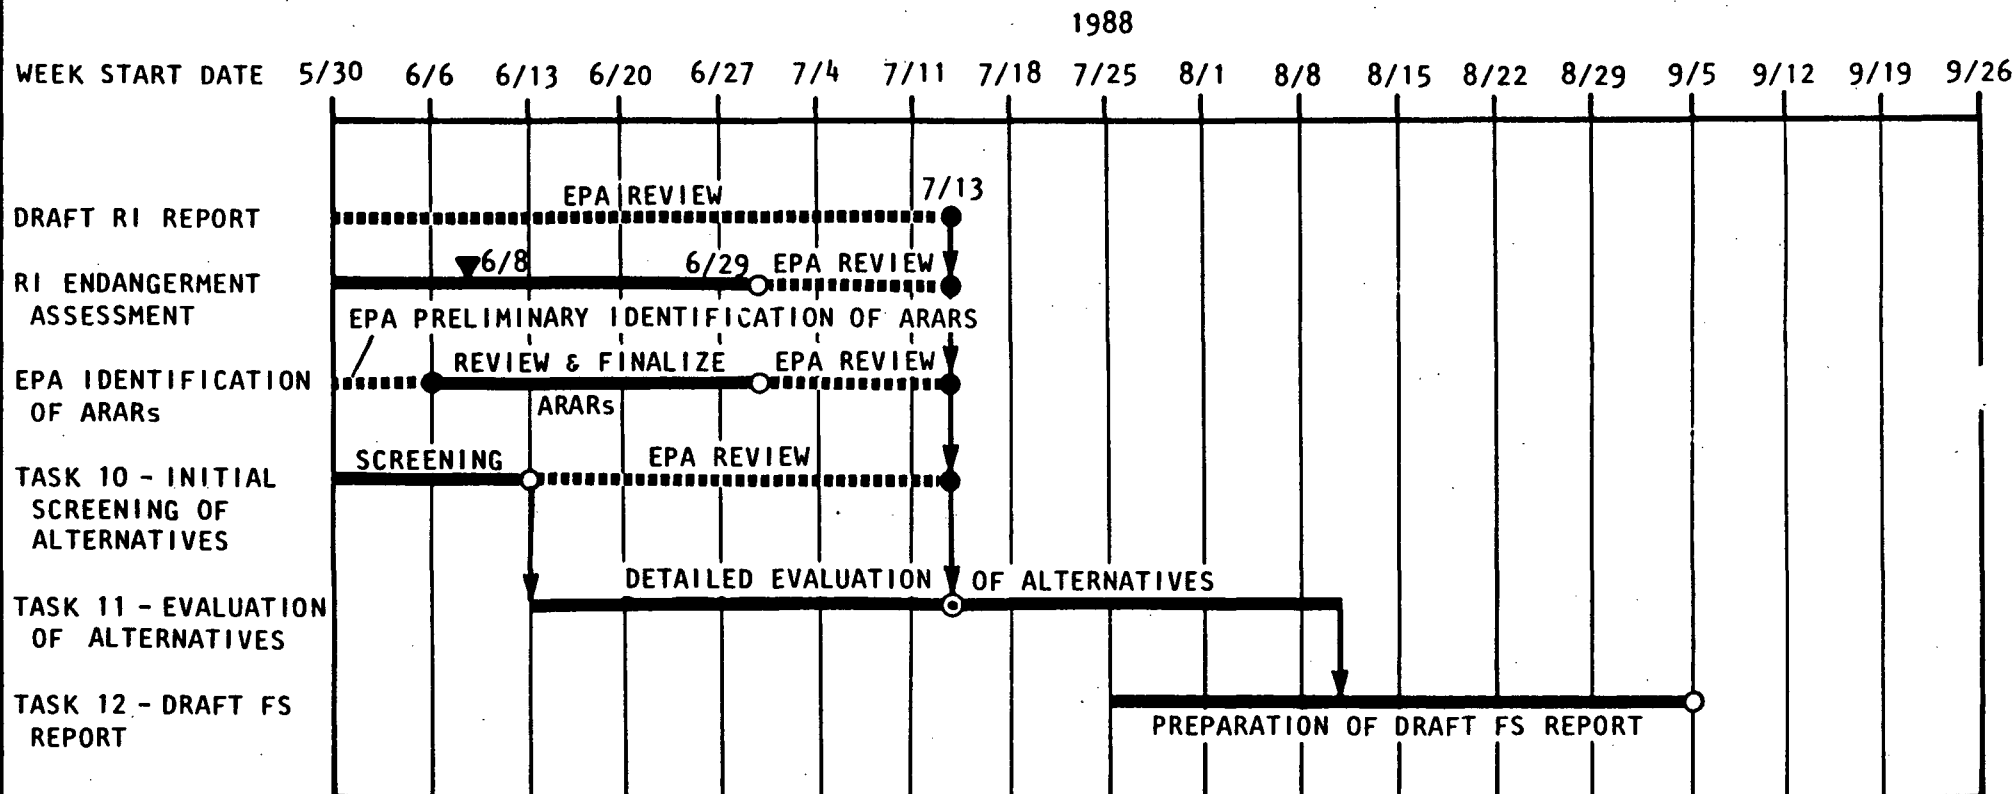 1988
WEEK START DATE 5/30 6/6 6/13 6/20 6/27 7/4 7/11 7/18 7/25 8/1 8/8 8/15 8/22 8/29 9/5 9/12 9/19 9/26
EPA REVIEW 7/13
DRAFT RI REPORT
6/8 6/29 EPA REVIEW
RI ENDANGERMENT
ASSESSMENT
EPA PRELIMINARY IDENTIFICATION OF ARARS
REVIEW & FINALIZE EPA REVIEW
EPA IDENTIFICATION
OF ARARs
ARARs
SCREENING EPA REVIEW
TASK 10 - INITIAL
SCREENING OF
ALTERNATIVES
DETAILED EVALUATION OF ALTERNATIVES
TASK 11 - EVALUATION
OF ALTERNATIVES
TASK 12 - DRAFT FS
REPORT
PREPARATION OF DRAFT FS REPORT